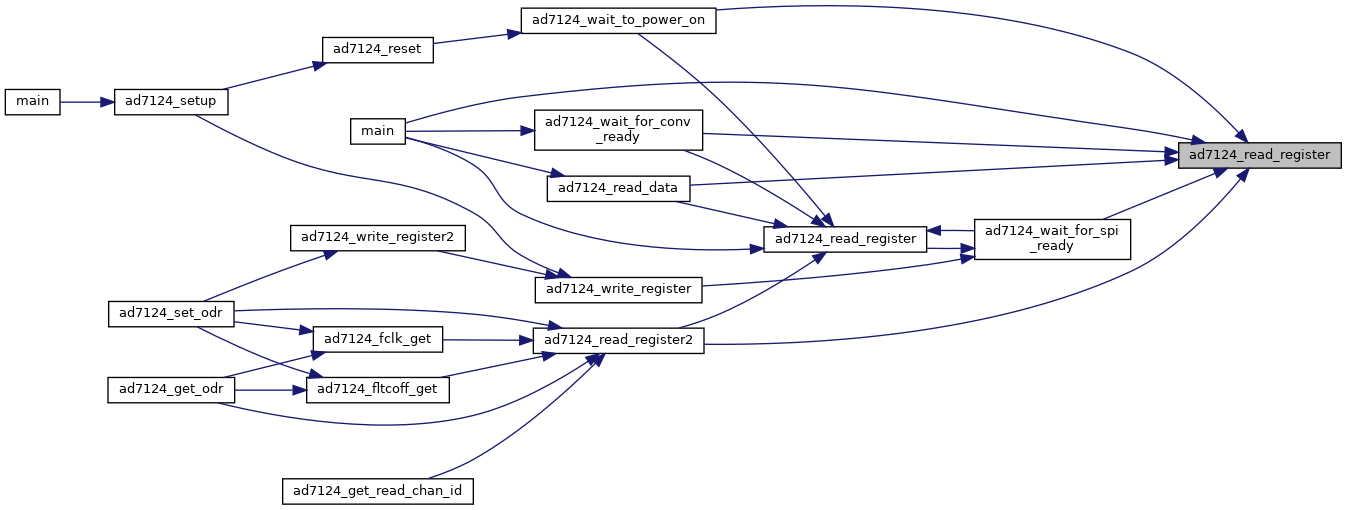 ad7124_wait_to_power_on
ad7124_reset
main
ad7124_setup
main
ad7124_wait_for_conv
_ready
ad7124_read_register
ad7124_read_data
ad7124_write_register2
ad7124_read_register
ad7124_wait_for_spi
_ready
ad7124_write_register
ad7124_set_odr
ad7124_fclk_get
ad7124_read_register2
ad7124_get_odr
ad7124_fltcoff_get
ad7124_get_read_chan_id